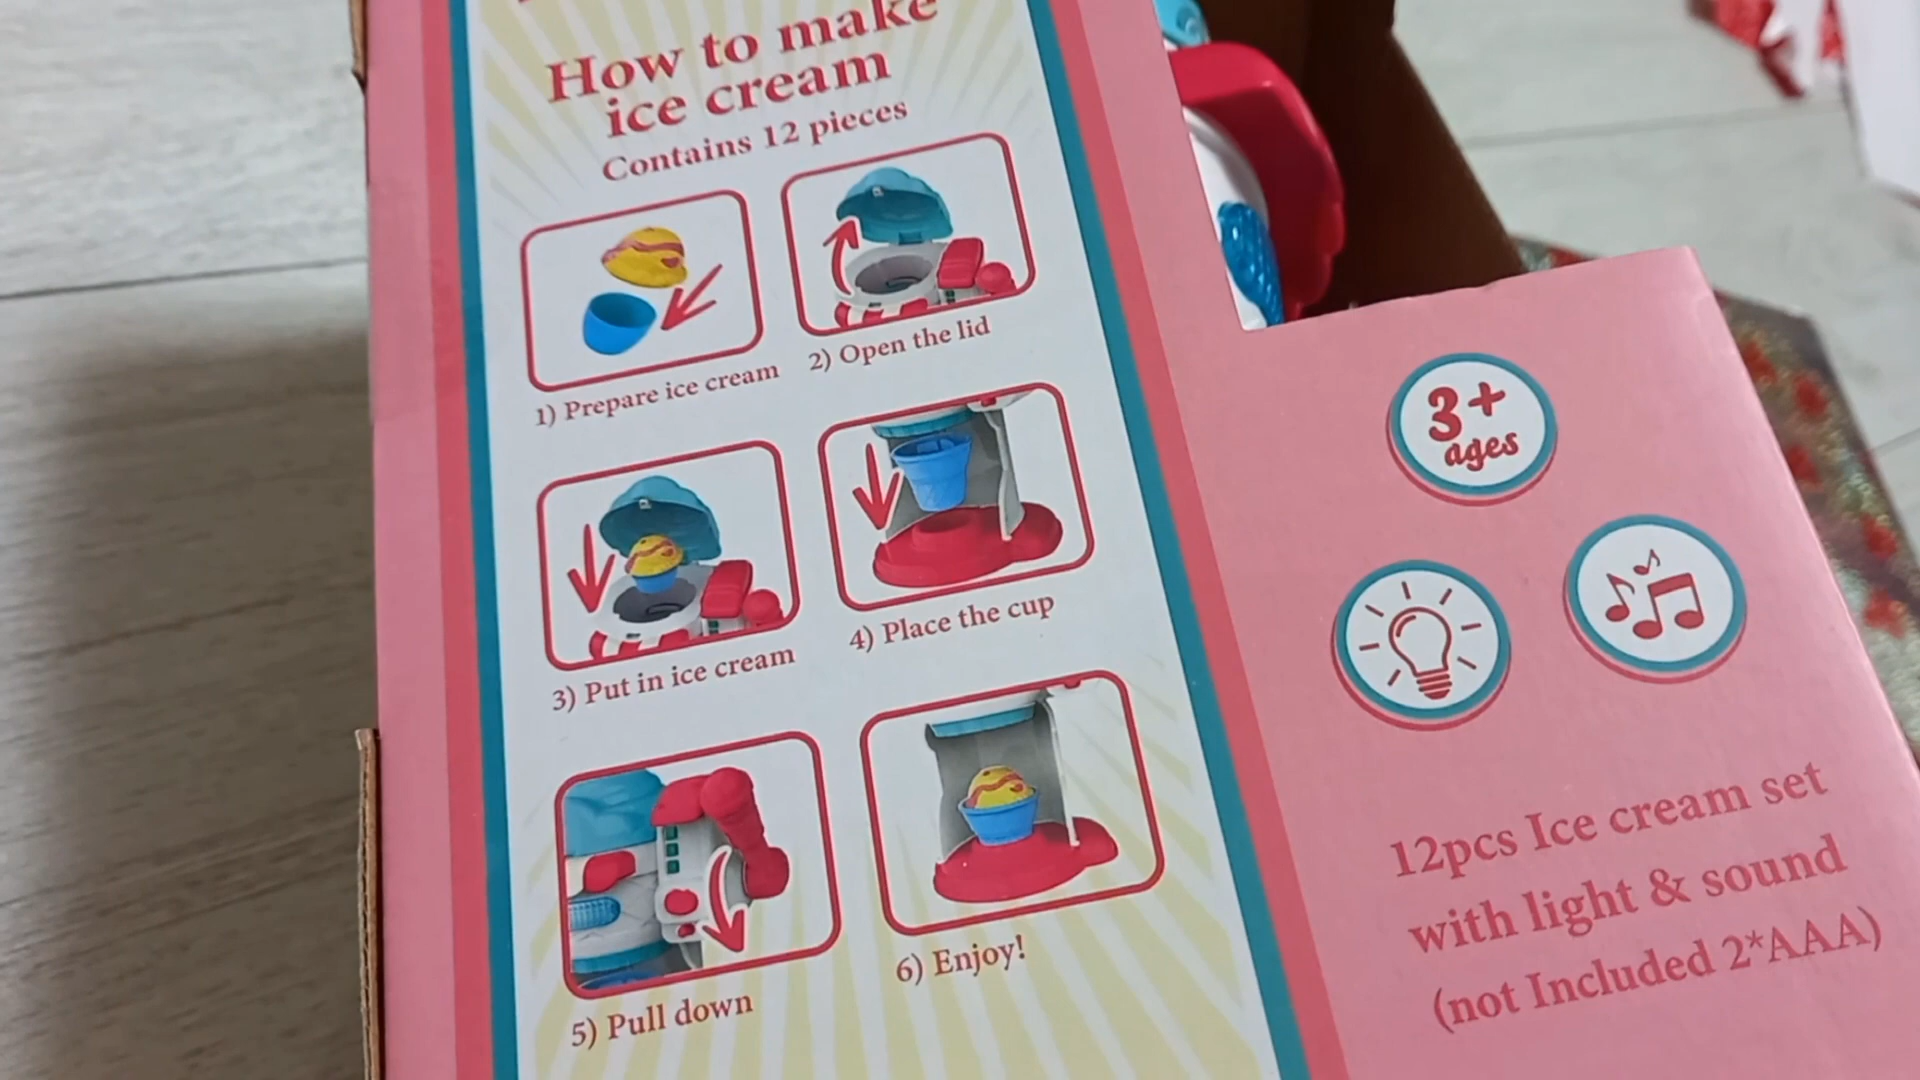 How to make
ice cream
Contains 12 pieces
1) Prepare ice cream
2) Open the lid
3) Put in ice cream
4) Place the cup
5) Pull down
6) Enjoy!
3+
ages
12pcs Ice cream set
with light & sound
(not Included 2*AAA)